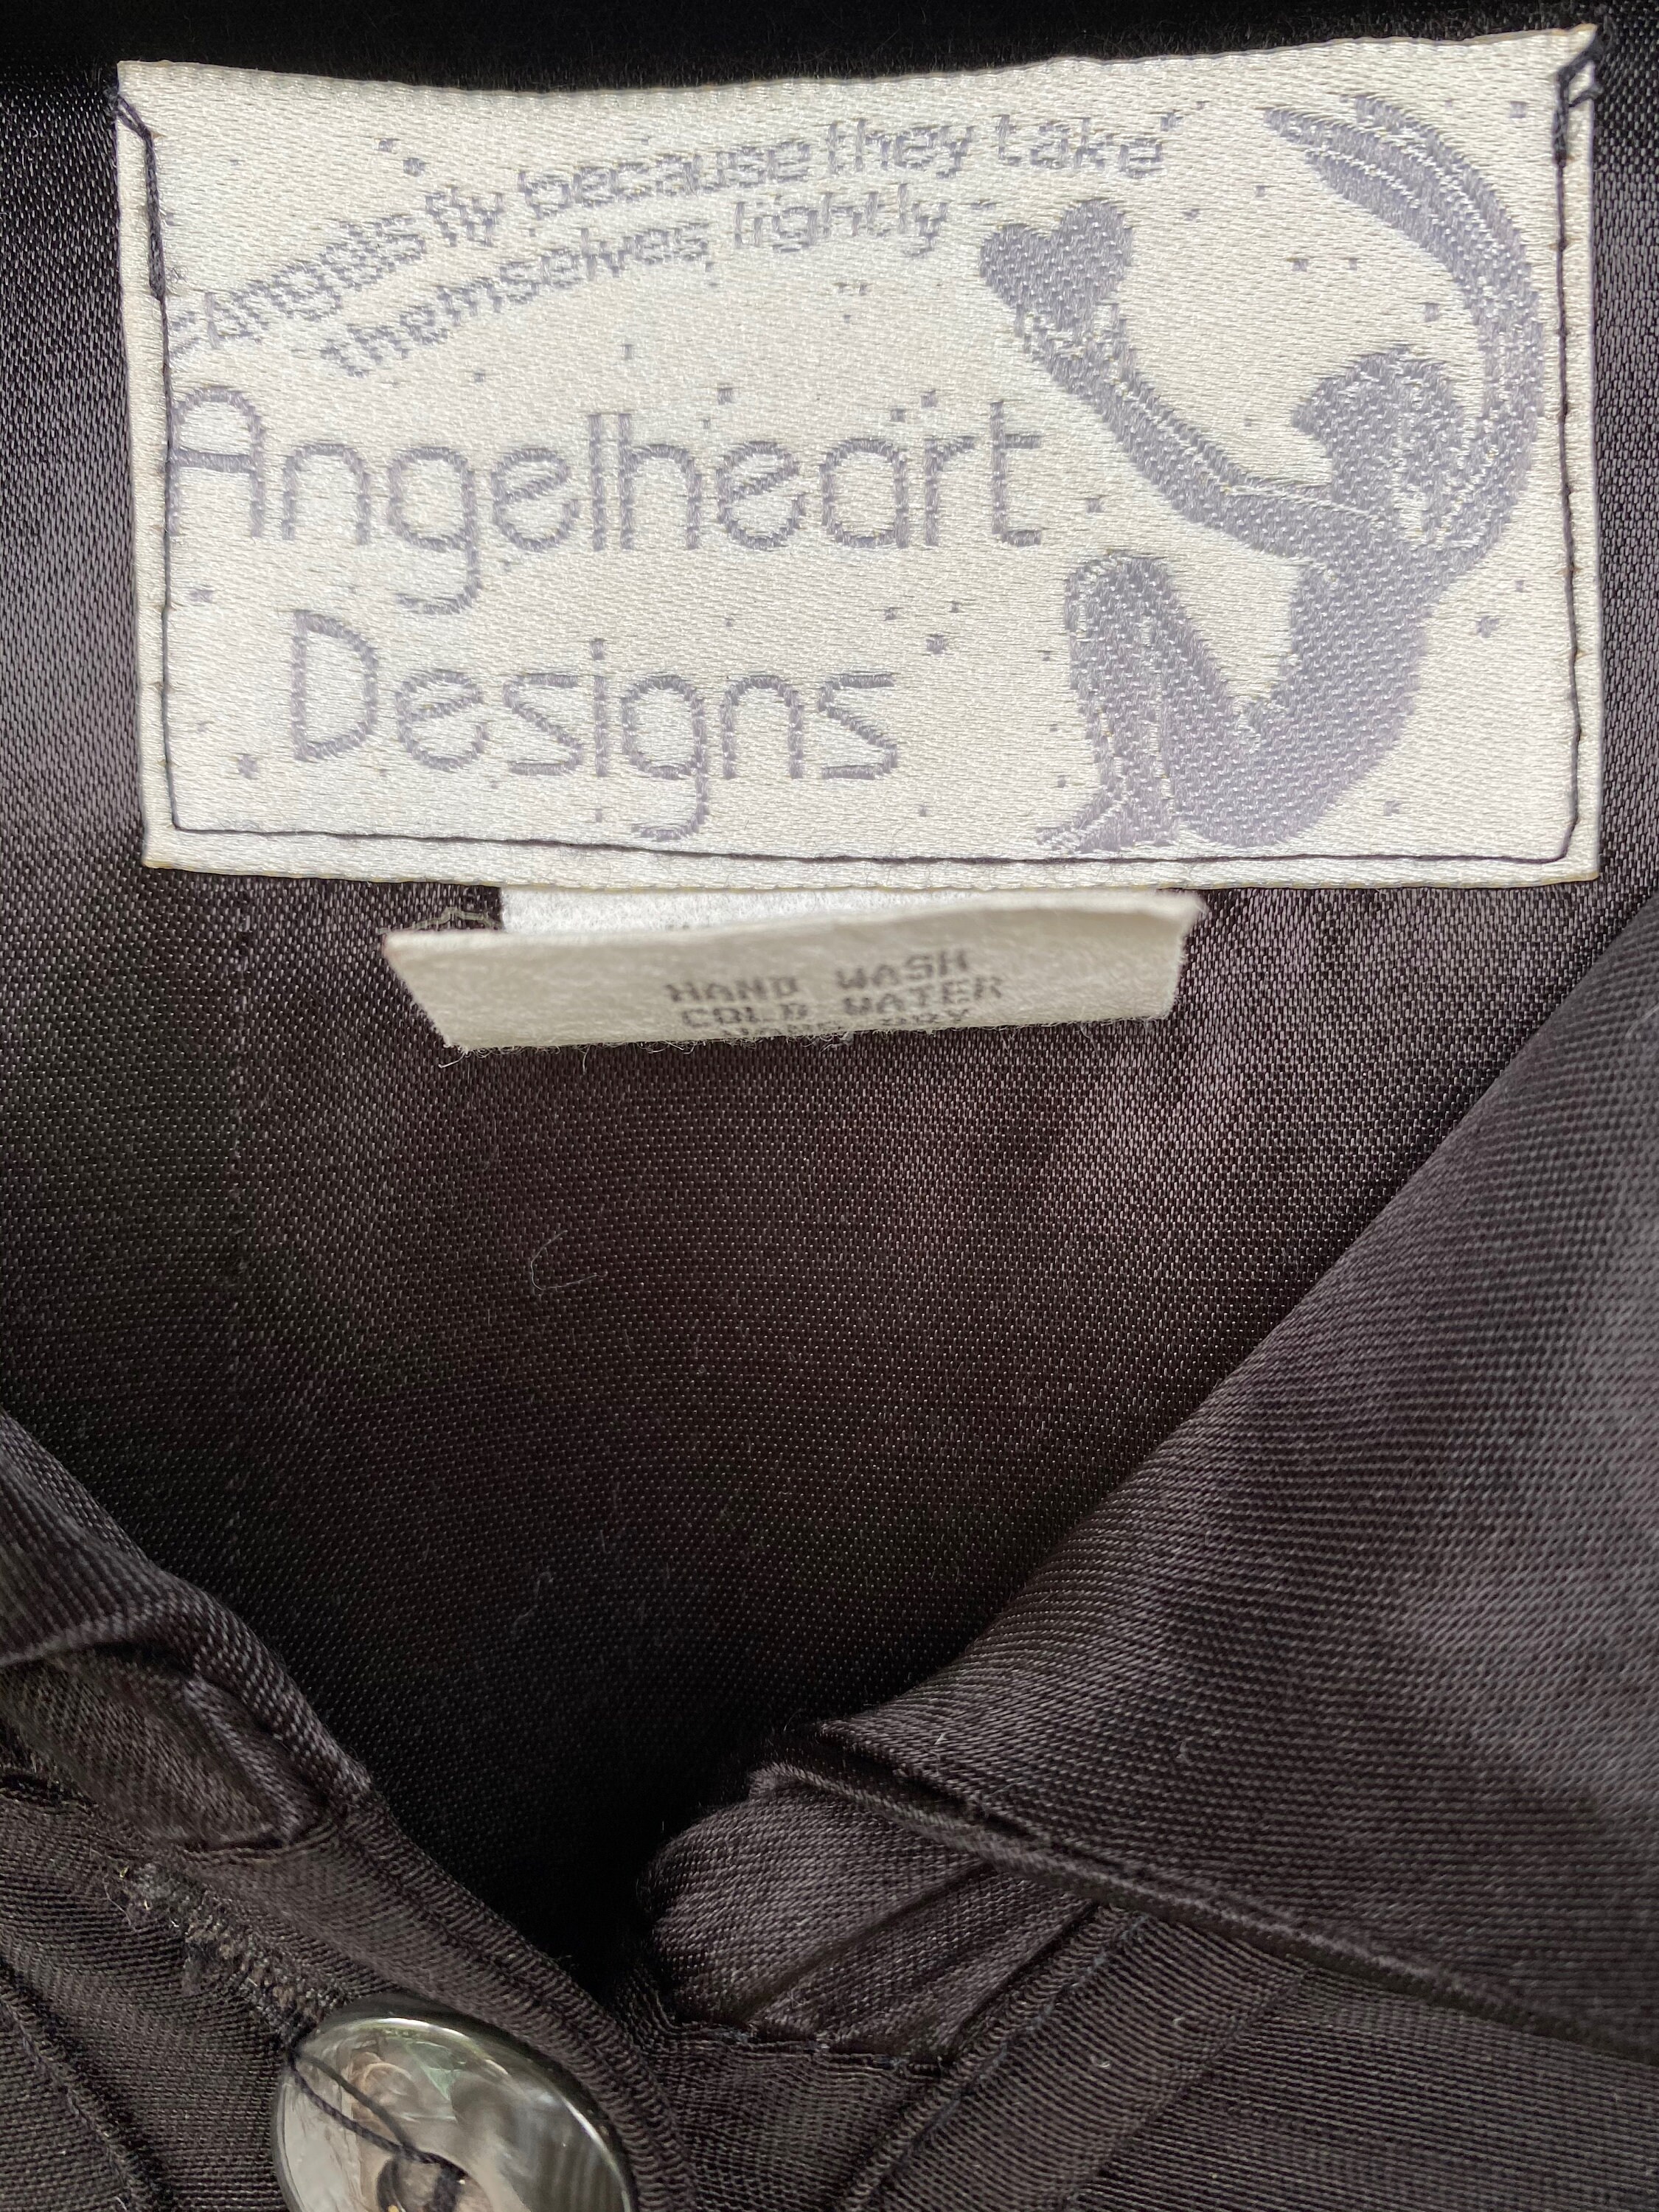 "Angels fly because they take
themselves lightly"
Angelheart
Designs
HAND WASH
COLD WATER